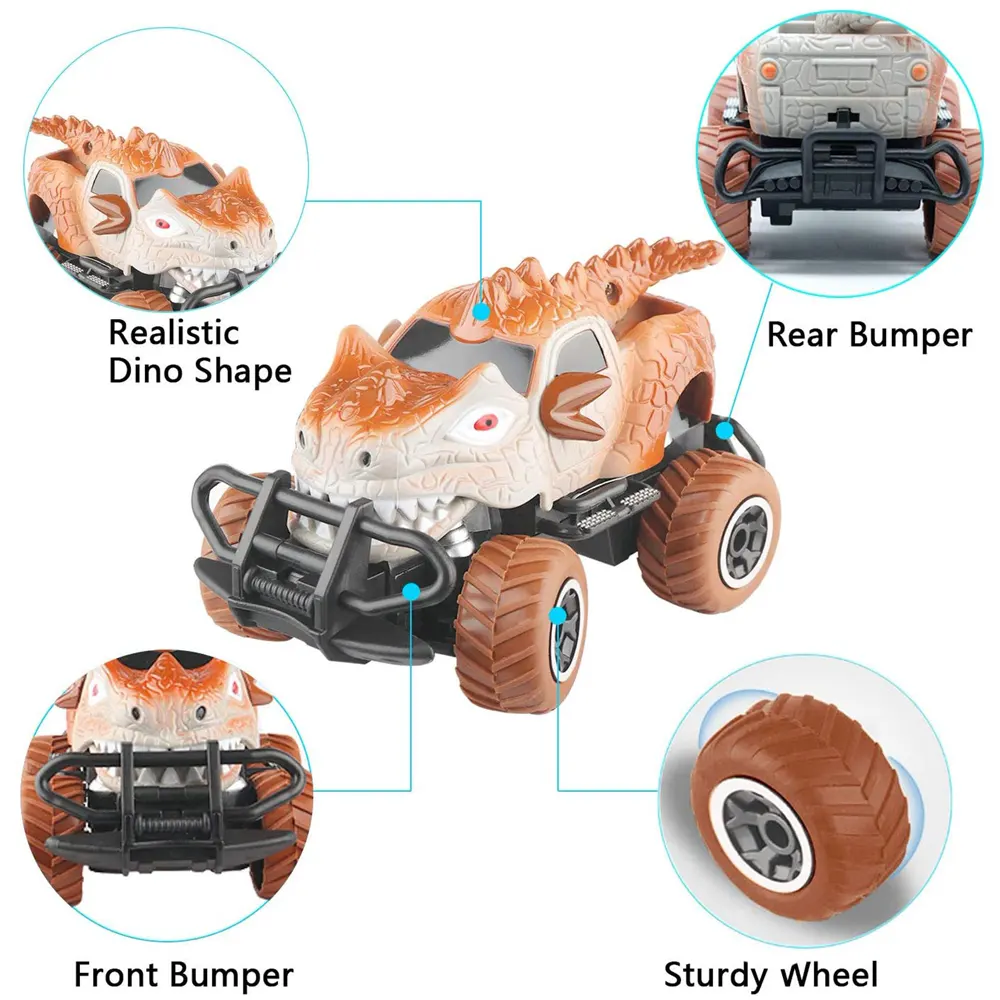 Realistic
Dino Shape
Rear Bumper
Front Bumper
Sturdy Wheel